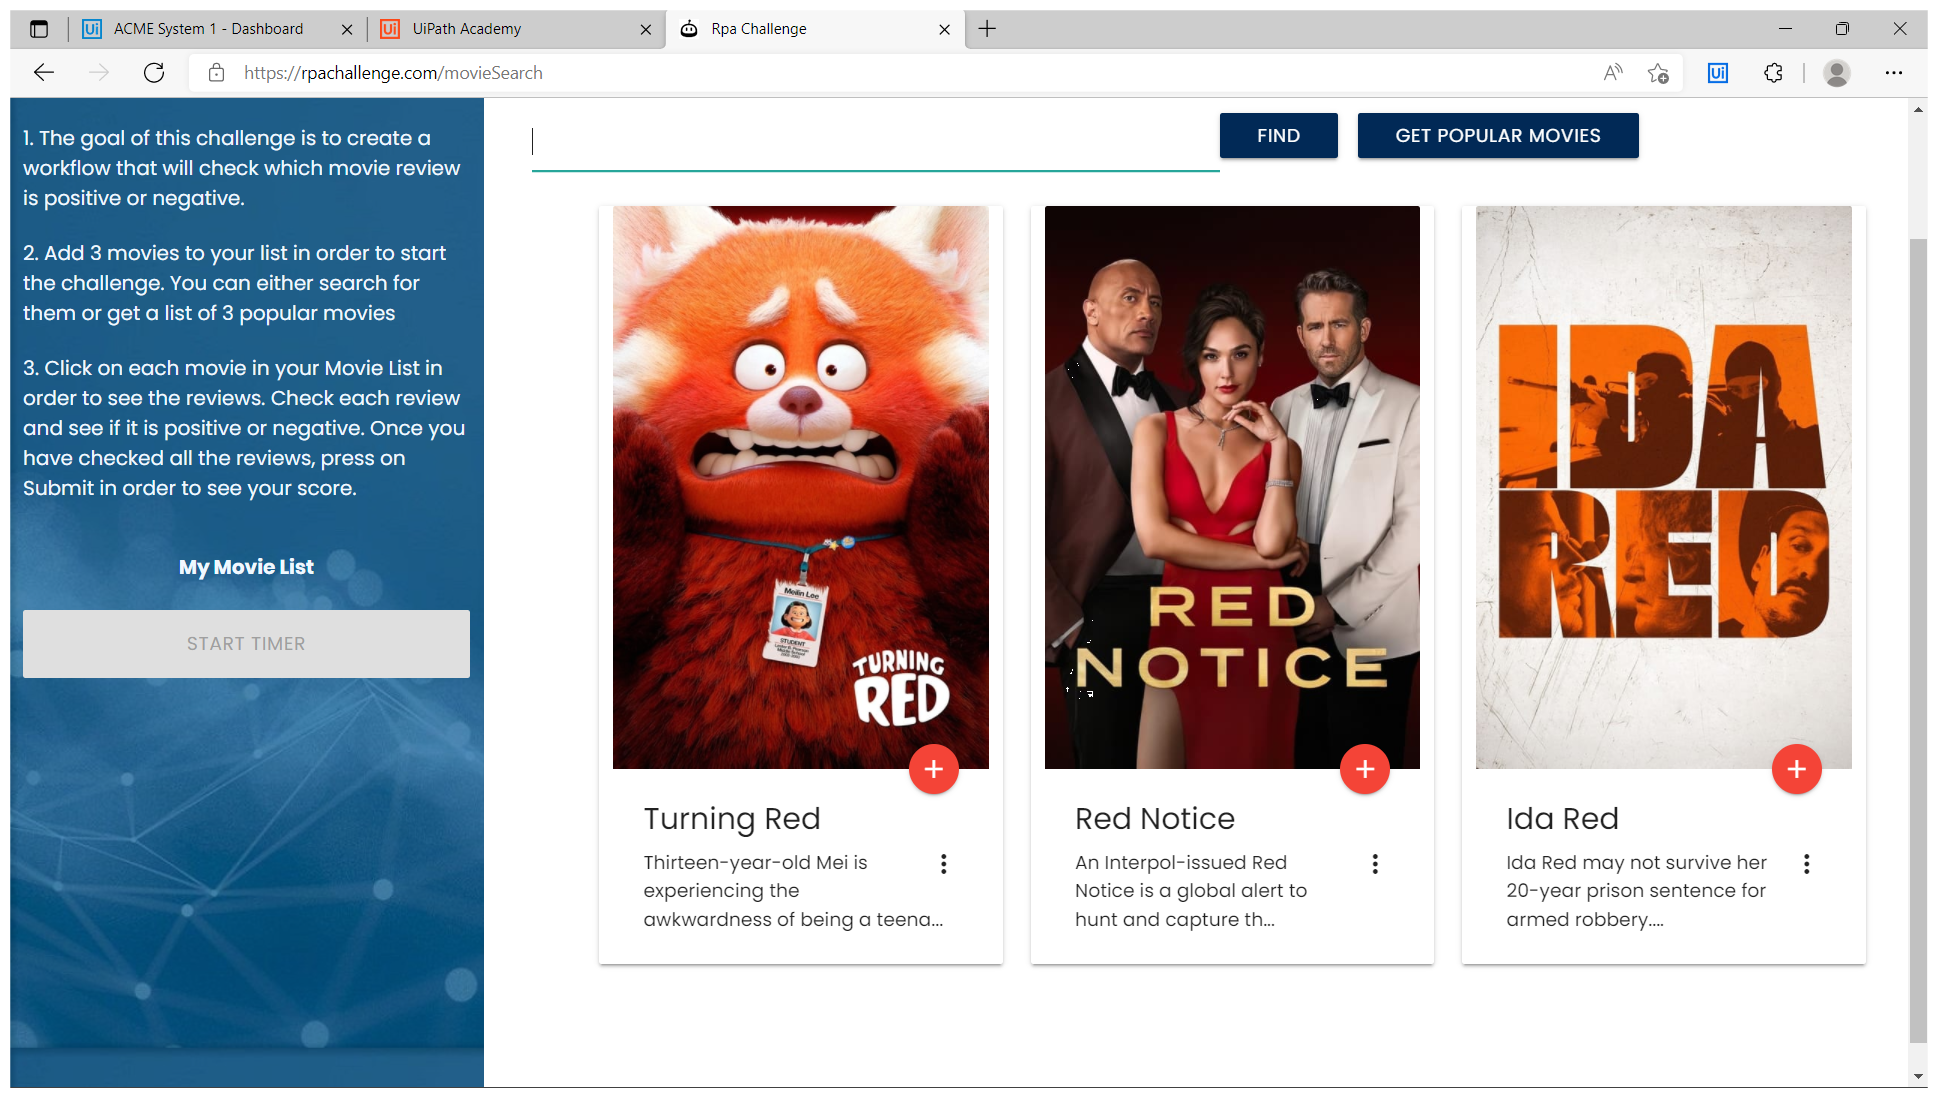 ACME System 1 - Dashboard
UiPath Academy
Rpa Challenge
https://rpachallenge.com/movieSearch
1. The goal of this challenge is to create a
workflow that will check which movie review
is positive or negative.
2. Add 3 movies to your list in order to start
the challenge. You can either search for
them or get a list of 3 popular movies
3. Click on each movie in your Movie List in
order to see the reviews. Check each review
and see if it is positive or negative. Once you
have checked all the reviews, press on
Submit in order to see your score.
My Movie List
START TIMER
FIND
GET POPULAR MOVIES
Meilin Lee
STUDENT
TURNING
RED
RED
NOTICE
IDA
RED
Turning Red
Thirteen-year-old Mei is
experiencing the
awkwardness of being a teena...
Red Notice
An Interpol-issued Red
Notice is a global alert to
hunt and capture th...
Ida Red
Ida Red may not survive her
20-year prison sentence for
armed robbery....